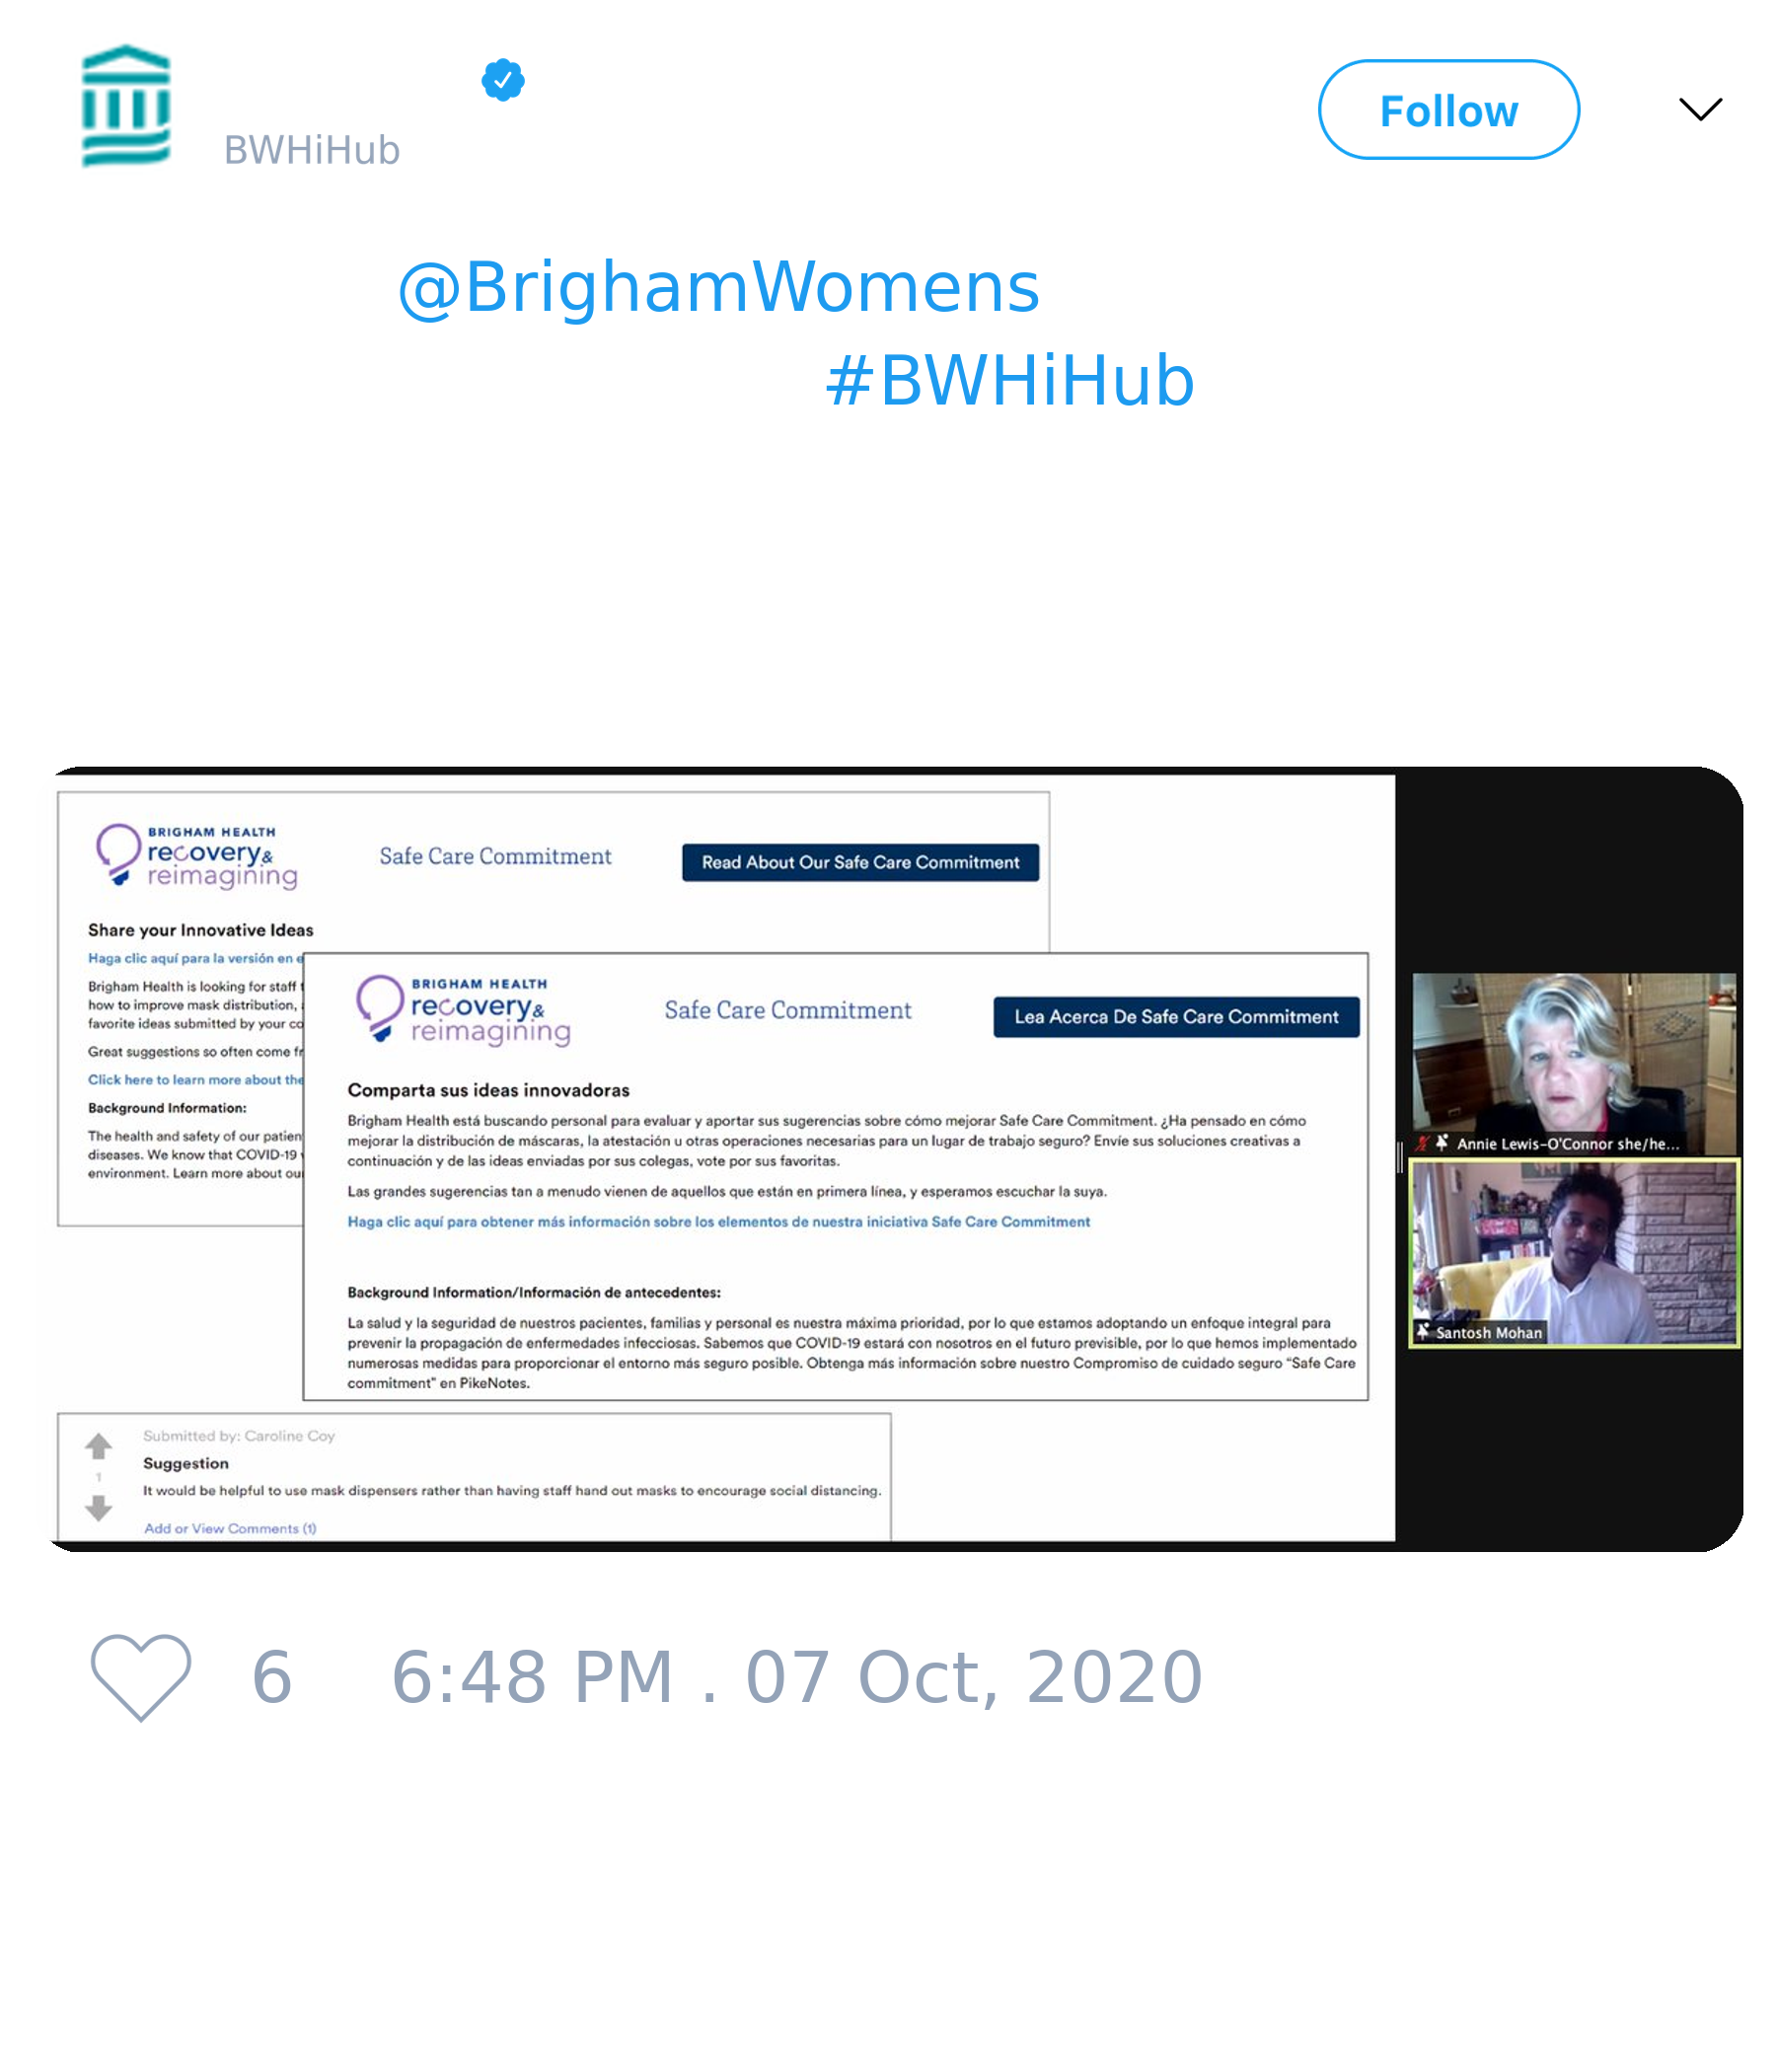 BWHiHub
Follow
@BrighamWomens
#BWHiHub
BRIGHAM HEALTH
recovery&
reimagining
Safe Care Commitment
Read About Our Safe Care Commitment
Share your Innovative Ideas
Haga clic aquí para la versión en e
Brigham Health is looking for staff
how to improve mask distribution,
favorite ideas submitted by your co
Great suggestions so often come fr
Click here to learn more about the
Background Information:
The health and safety of our patien
diseases. We know that COVID-19
environment. Learn more about ou
BRIGHAM HEALTH
recovery&
reimagining
Safe Care Commitment
Lea Acerca De Safe Care Commitment
Comparta sus ideas innovadoras
Brigham Health está buscando personal para evaluar y aportar sus sugerencias sobre cómo mejorar Safe Care Commitment. ¿Ha pensado en cómo
mejorar la distribución de máscaras, la atestación u otras operaciones necesarias para un lugar de trabajo seguro? Envíe sus soluciones creativas a
continuación y de las ideas enviadas por sus colegas, vote por sus favoritas.
Las grandes sugerencias tan a menudo vienen de aquellos que están en primera línea, y esperamos escuchar la suya.
Haga clic aquí para obtener más información sobre los elementos de nuestra iniciativa Safe Care Commitment
Background Information/Información de antecedentes:
La salud y la seguridad de nuestros pacientes, familias y personal es nuestra máxima prioridad, por lo que estamos adoptando un enfoque integral para
prevenir la propagación de enfermedades infecciosas. Sabemos que COVID-19 estará con nosotros en el futuro previsible, por lo que hemos implementado
numerosas medidas para proporcionar el entorno más seguro posible. Obtenga más información sobre nuestro Compromiso de cuidado seguro “Safe Care
commitment” en PikeNotes.
Submitted by: Caroline Coy
Suggestion
1
It would be helpful to use mask dispensers rather than having staff hand out masks to encourage social distancing.
Add or View Comments (1)
Annie Lewis-O'Connor she/he...
Santosh Mohan
6 6:48 PM . 07 Oct, 2020